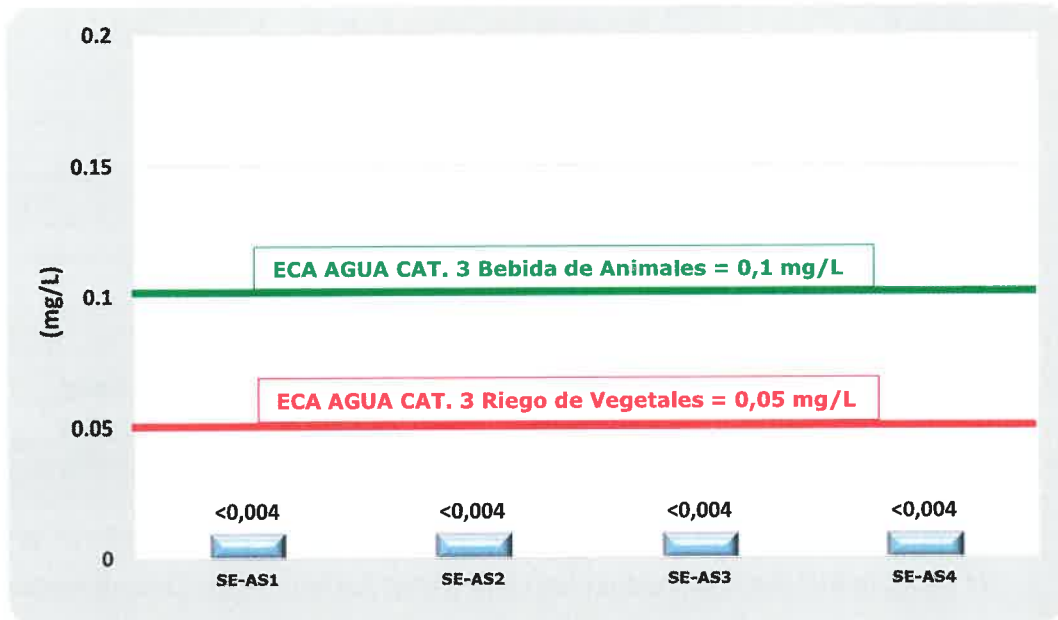 0.2
0.15
ECA AGUA CAT. 3 Bebida de Animales = 0,1 mg/L
(mg/L)
0.1
ECA AGUA CAT. 3 Riego de Vegetales = 0,05 mg/L
0.05
<0,004 <0,004 <0,004 <0,004
0
SE-AS1 SE-AS2 SE-AS3 SE-AS4